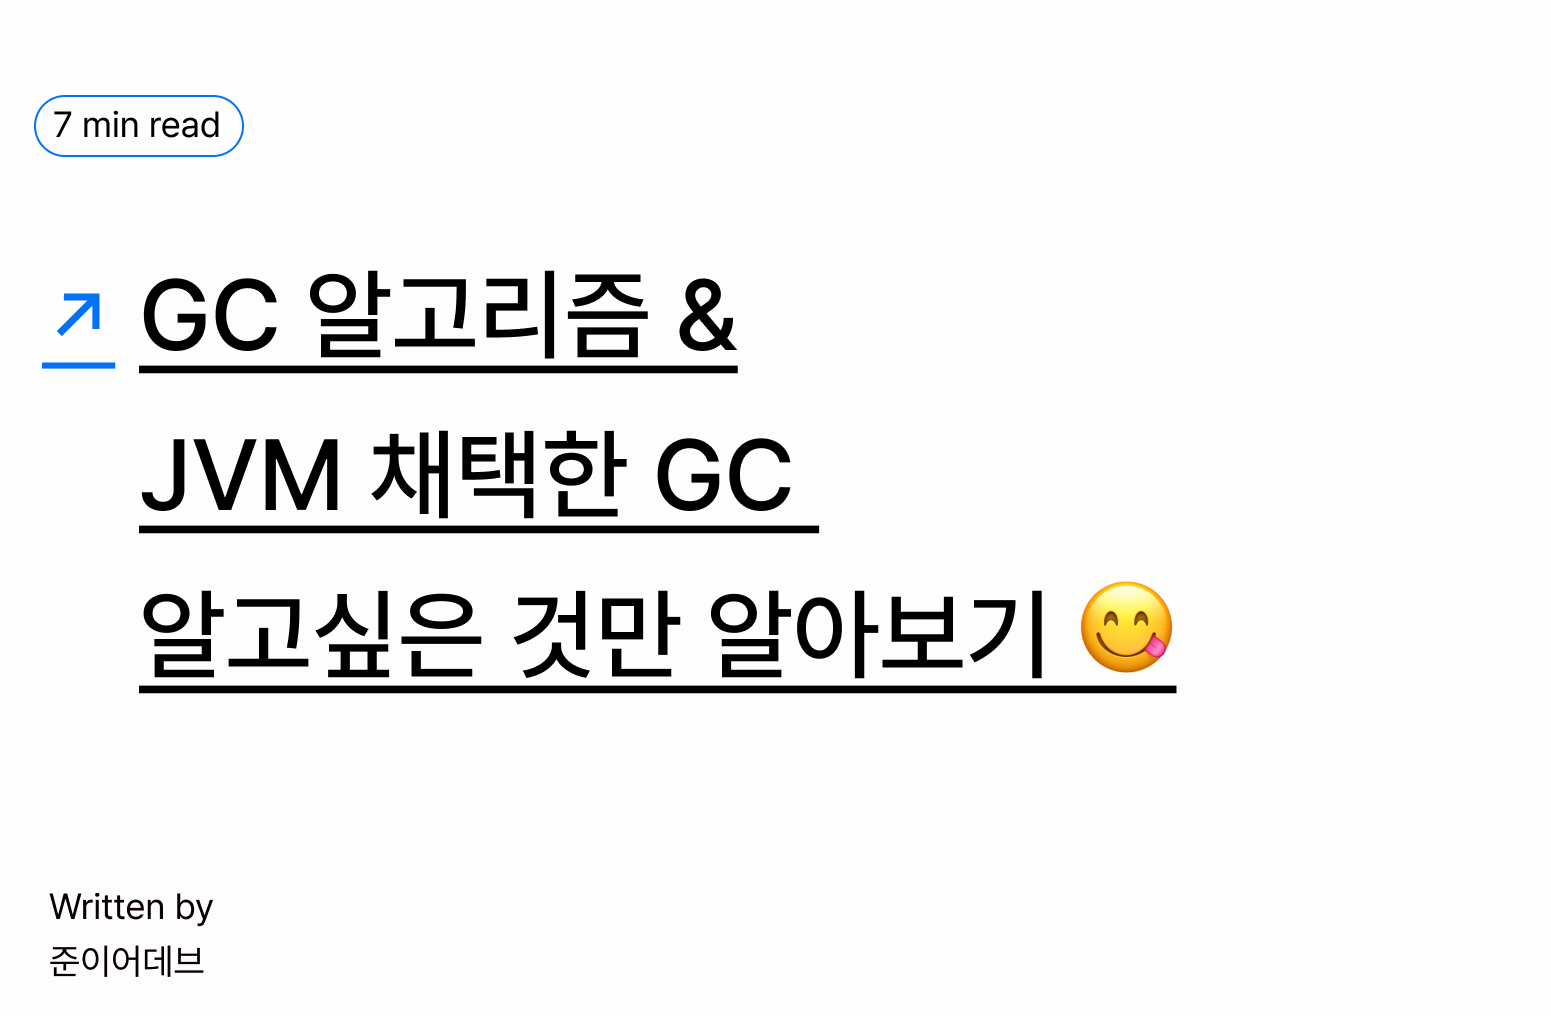 7 min read
GC 알고리즘 &
JVM 채택한 GC
알고싶은 것만 알아보기 😋
Written by
준이어데브